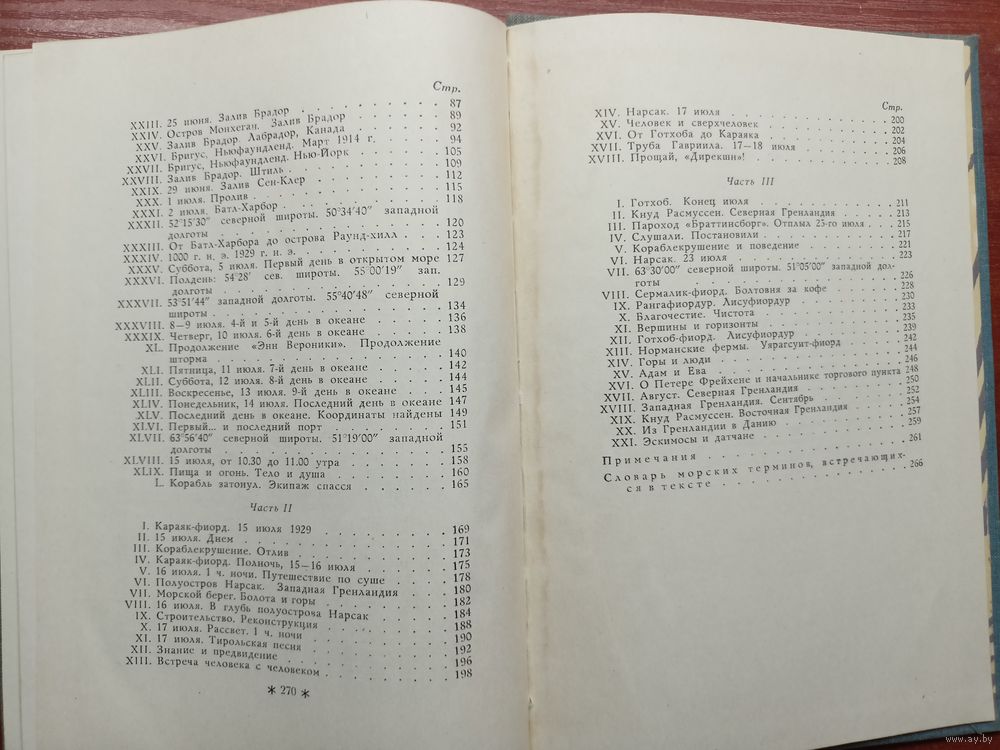 Стр.
XXIII. 25 июня. Залив Брадор . . . . . . . . 87
XXIV. Остров Монхеган. Залив Брадор . . . . . 89
XXV. Залив Брадор. Лабрадор, Канада . . . . . 92
XXVI. Бригус, Ньюфаундленд. Март 1914 г. . . . . 94
XXVII. Бригус, Ньюфаундленд. Нью-Йорк . . . . . 105
XXVIII. Залив Брадор. Штиль . . . . . . . . 109
XXIX. 29 июня. Залив Сен-Клер . . . . . . . 112
XXX. 1 июля. Пролив . . . . . . . . . 115
XXXI. 2 июля. Батл-Харбор . . . . . . . . 118
XXXII. 52°15′30″ северной широты. 50°34′40″ западной
долготы . . . . . . . . . . . 120
XXXIII. От Батл-Харбора до острова Раунд-хилл . . . 123
XXXIV. 1000 г. н. э. 1929 г. н. э. . . . . . . 124
XXXV. Суббота, 5 июля. Первый день в открытом море 127
XXXVI. Полдень: 54°28′ сев. широты. 55°00′19″ зап.
долготы . . . . . . . . . . . 129
XXXVII. 53°51′44″ западной долготы. 55°40′48″ северной
широты . . . . . . . . . . . 134
XXXVIII. 8—9 июля. 4-й и 5-й день в океане . . . . . 136
XXXIX. Четверг, 10 июля. 6-й день в океане . . . . . 138
XL. Продолжение «Энн Вероники». Продолжение
шторма . . . . . . . . . . . 140
XLI. Пятница, 11 июля. 7-й день в океане . . . . 142
XLII. Суббота, 12 июля. 8-й день в океане . . . . 144
XLIII. Воскресенье, 13 июля. 9-й день в океане . . . 145
XLIV. Понедельник, 14 июля. Последний день в океане 147
XLV. Последний день в океане. Координаты найдены 149
XLVI. Первый... и последний порт . . . . . . 151
XLVII. 63°56′40″ северной широты. 51°19′00″ западной
долготы . . . . . . . . . . . 155
XLVIII. 15 июля, от 10.30 до 11.00 утра . . . . . 158
XLIX. Пища и огонь. Тело и душа . . . . . . 160
L. Корабль затонул. Экипаж спасся . . . . . 165
Часть II
I. Караяк-фиорд. 15 июля 1929 . . . . . . 169
II. 15 июля. Днем . . . . . . . . . 171
III. Кораблекрушение. Отлив . . . . . . . 173
IV. Караяк-фиорд. Полночь, 15—16 июля . . . . 175
V. 16 июля. 1 ч. ночи. Путешествие по суше . . . . 178
VI. Полуостров Нарсак. Западная Гренландия . . . 180
VII. Морской берег. Болота и горы . . . . . . 182
VIII. 16 июля. В глубь полуострова Нарсак . . . . 184
IX. Строительство. Реконструкция . . . . . . 188
X. 17 июля. Рассвет. 1 ч. ночи . . . . . . 190
XI. 17 июля. Тирольская песня . . . . . . 192
XII. Знание и предвидение . . . . . . . . 196
XIII. Встреча человека с человеком . . . . . . 198
* 270 *
Стр.
XIV. Нарсак. 17 июля . . . . . . . . . 200
XV. Человек и сверхчеловек . . . . . . . 202
XVI. От Готхоба до Караяка . . . . . . . 204
XVII. Труба Гавриила. 17—18 июля . . . . . . 206
XVIII. Прощай, «Дирекшн»! . . . . . . . . 208
Часть III
I. Готхоб. Конец июля . . . . . . . . 211
II. Кнуд Расмуссен. Северная Гренландия . . . . 213
III. Пароход «Браттинсборг». Отплыл 25-го июля . . 215
IV. Слушали. Постановили . . . . . . . . 217
V. Кораблекрушение и поведение . . . . . . 221
VI. Нарсак. 23 июля . . . . . . . . . 223
VII. 63°30′00″ северной широты. 51°05′00″ западной дол-
готы . . . . . . . . . . . . 226
VIII. Сермалик-фиорд. Болтовня за кофе . . . . . 228
IX. Рангафиордур. Лисуфиордур . . . . . . 230
X. Благочестие. Чистота . . . . . . . . 233
XI. Вершины и горизонты . . . . . . . . 235
XII. Готхоб-фиорд. Лисуфиордур . . . . . . 239
XIII. Норманские фермы. Уярагсуит-фиорд . . . . 242
XIV. Горы и люди . . . . . . . . . . 244
XV. Адам и Ева . . . . . . . . . . 246
XVI. О Петере Фрейхене и начальнике торгового пункта 248
XVII. Август. Северная Гренландия . . . . . . 250
XVIII. Западная Гренландия. Сентябрь . . . . . 252
XIX. Кнуд Расмуссен. Восточная Гренландия . . . . 254
XX. Из Гренландии в Данию . . . . . . . 257
XXI. Эскимосы и датчане . . . . . . . . 259
Примечания . . . . . . . . . . . 261
Словарь морских терминов, встречающих-
ся в тексте . . . . . . . . . . . 266
www.ay.by